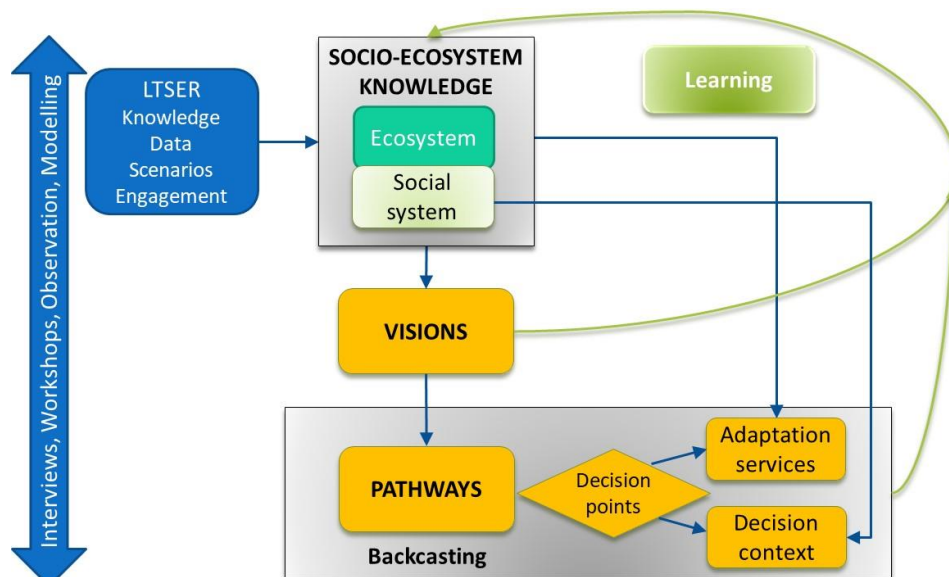 Interviews, Workshops, Observation, Modelling
LTSER
Knowledge
Data
Scenarios
Engagement
SOCIO-ECOSYSTEM
KNOWLEDGE
Ecosystem
Social
system
Learning
VISIONS
PATHWAYS
Decision
points
Adaptation
services
Decision
context
Backcasting